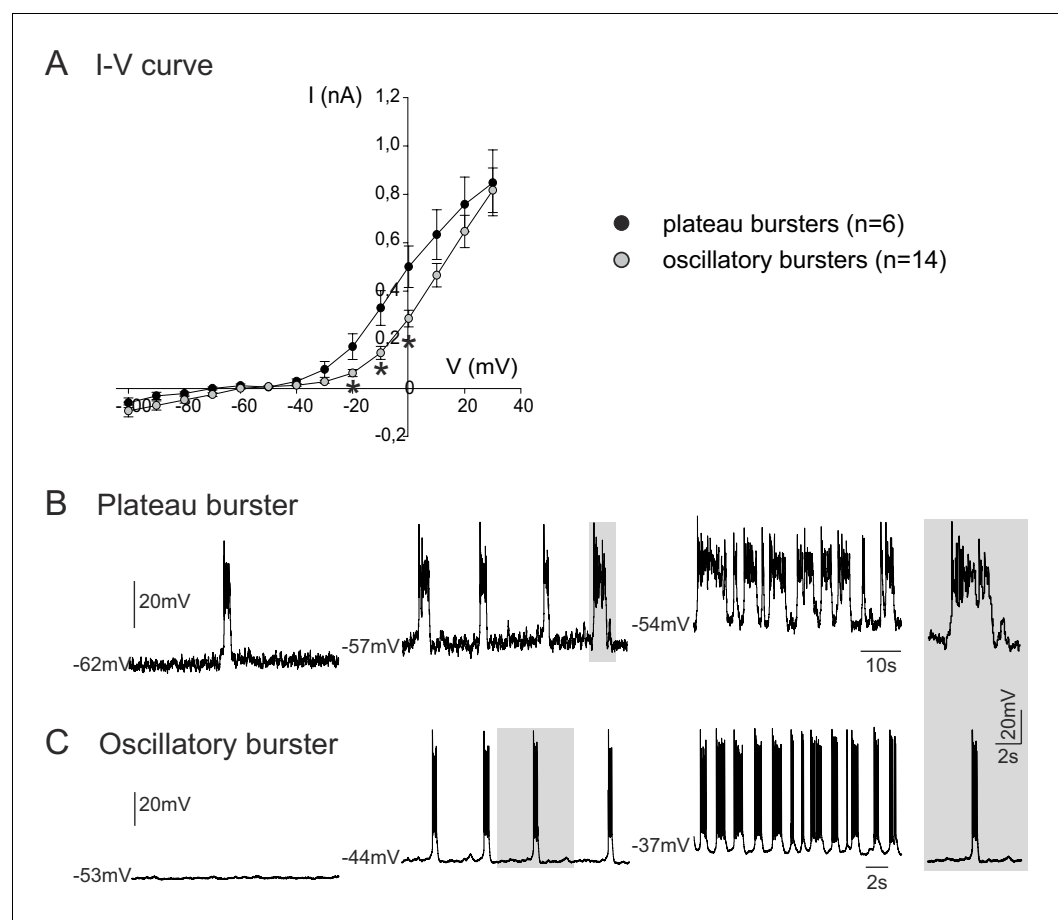 A I-V curve
I (nA)
1,2
1,0
0,8
0,6
0,4
0,2
0
-0,2
V (mV)
-100 -80 -60 -40 -20 20 40
plateau bursters (n=6)
oscillatory bursters (n=14)
* * *
B Plateau burster
20mV
-62mV
-57mV
-54mV
10s
20mV
2s
C Oscillatory burster
20mV
-53mV
-44mV
-37mV
2s